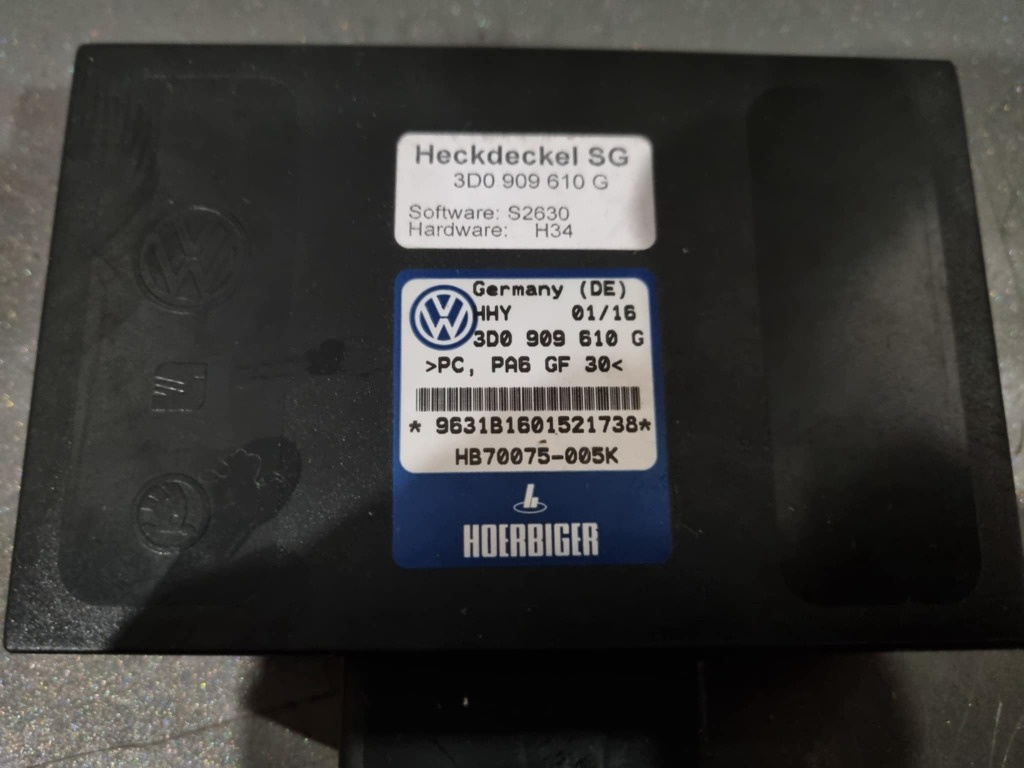 Heckdeckel SG
3D0 909 610 G
Software: S2630
Hardware: H34
Germany (DE)
HHY 01/16
3D0 909 610 G
>PC, PA6 GF 30<
* 9631B1601521738*
HB70075-005K
HOERBIGER